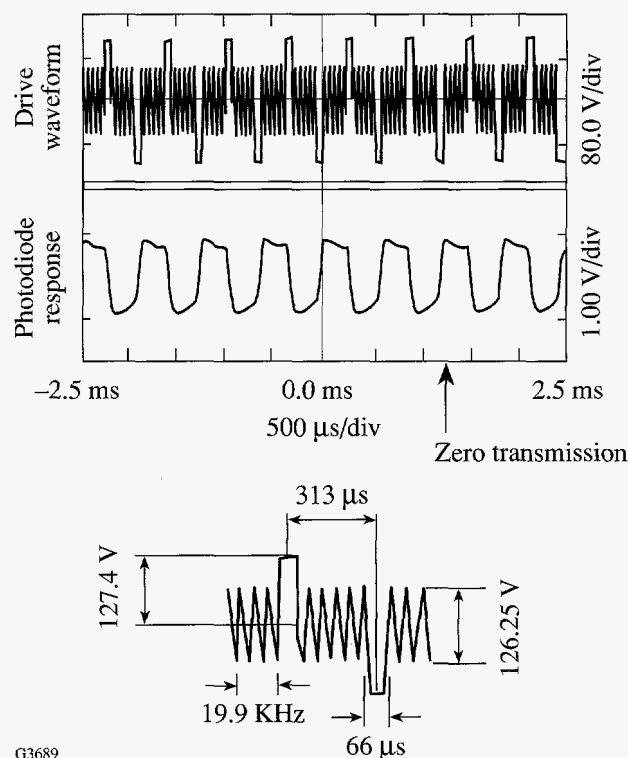 Drive
waveform
80.0 V/div
Photodiode
response
1.00 V/div
−2.5 ms
0.0 ms
2.5 ms
500 µs/div
Zero transmission
313 µs
127.4 V
126.25 V
19.9 KHz
66 µs
G3689